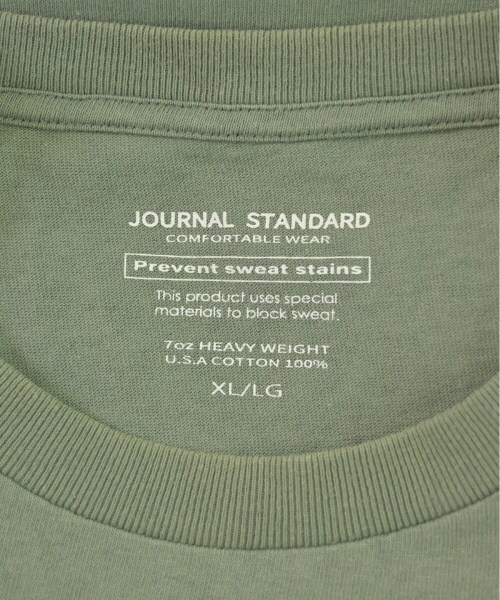 JOURNAL STANDARD
COMFORTABLE WEAR
Prevent sweat stains
This product uses special
materials to block sweat.
7oz HEAVY WEIGHT
U.S.A COTTON 100%
XL/LG